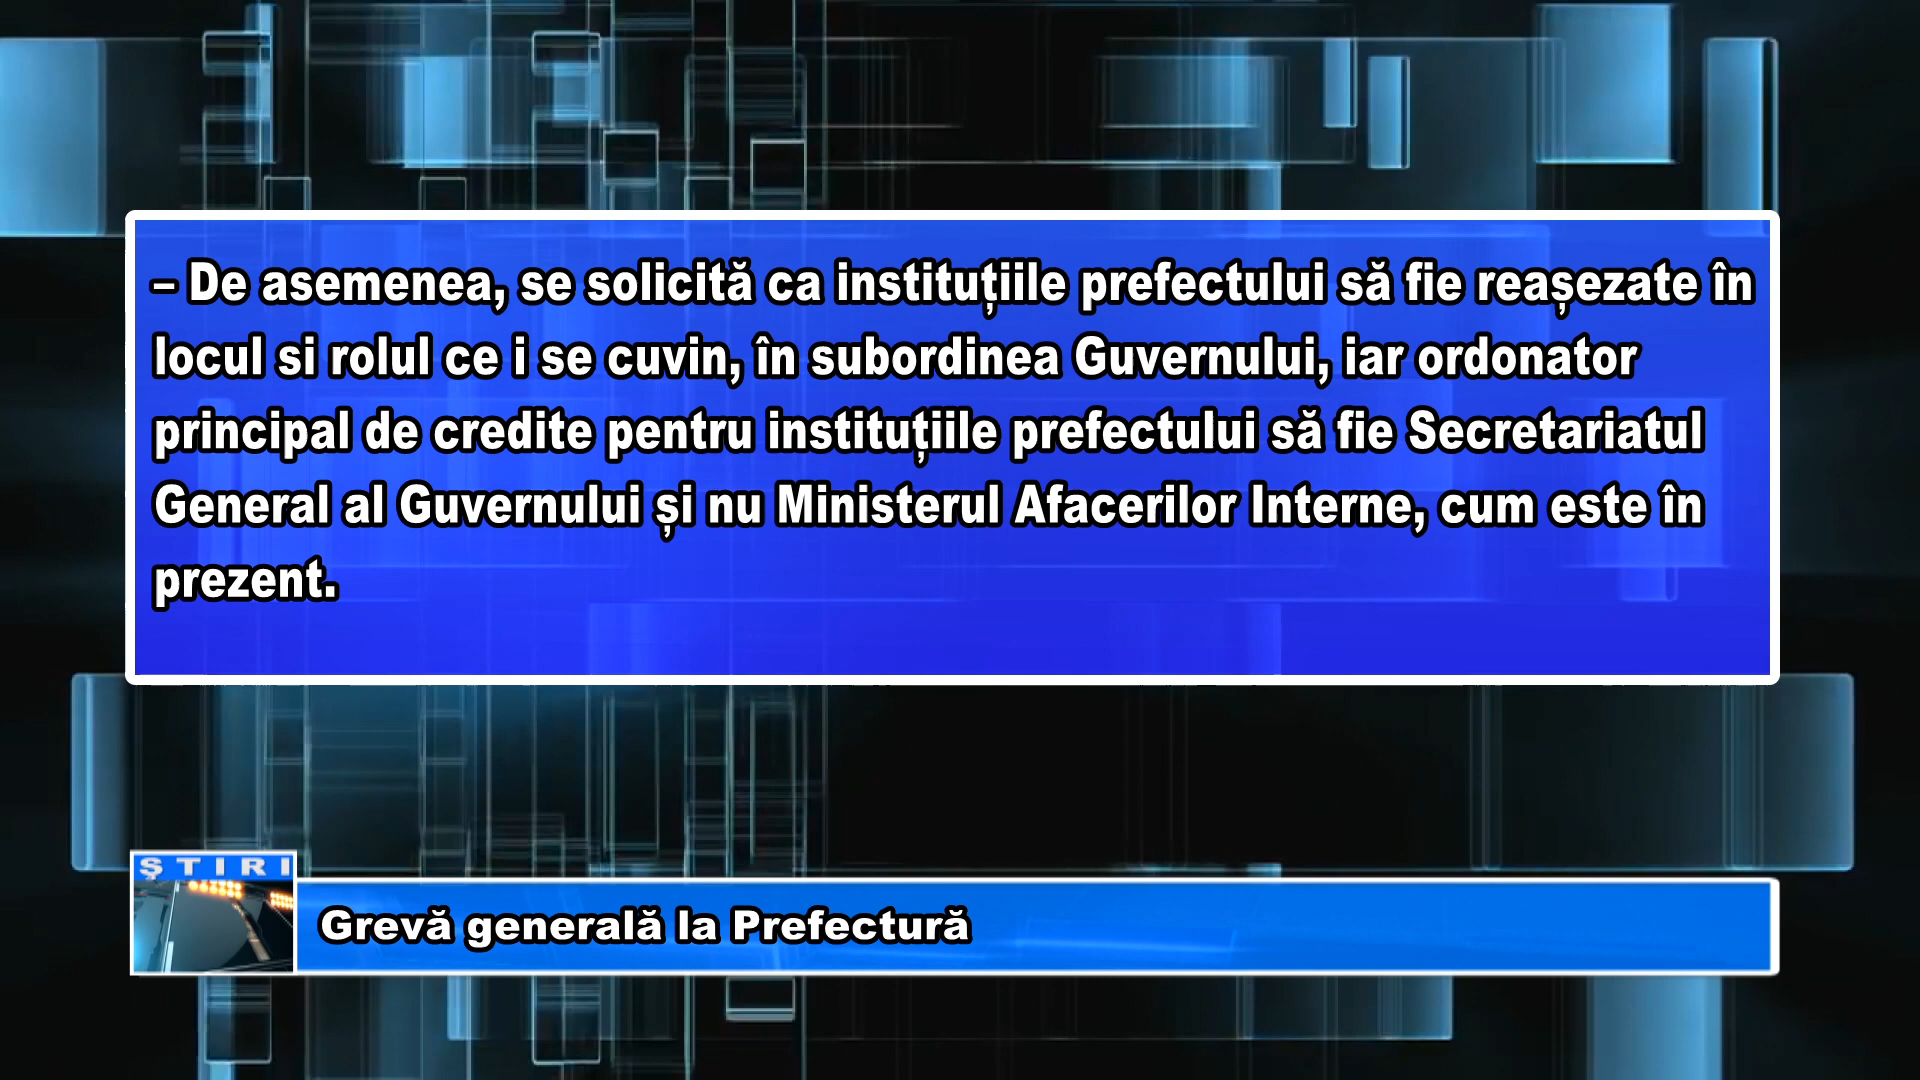 – De asemenea, se solicită ca instituțiile prefectului să fie reașezate în
locul si rolul ce i se cuvin, în subordinea Guvernului, iar ordonator
principal de credite pentru instituțiile prefectului să fie Secretariatul
General al Guvernului și nu Ministerul Afacerilor Interne, cum este în
prezent.
ŞTIRI
Grevă generală la Prefectură